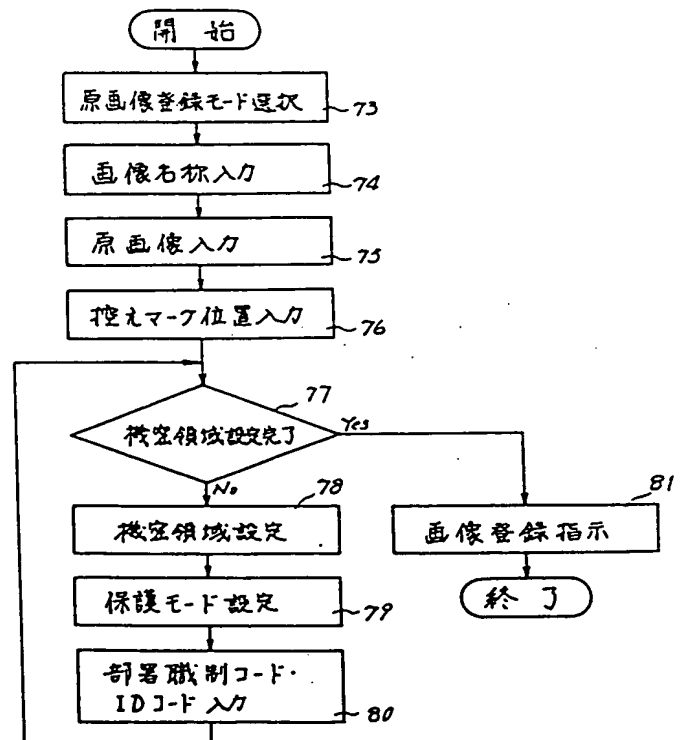 開始
原画像登録モード選択
73
画像名称入力
74
原画像入力
75
控えマーク位置入力
76
77
機密領域設定完了
Yes
No
78
機密領域設定
81
画像登録指示
保護モード設定
79
終了
部署職制コード・
IDコード入力
80